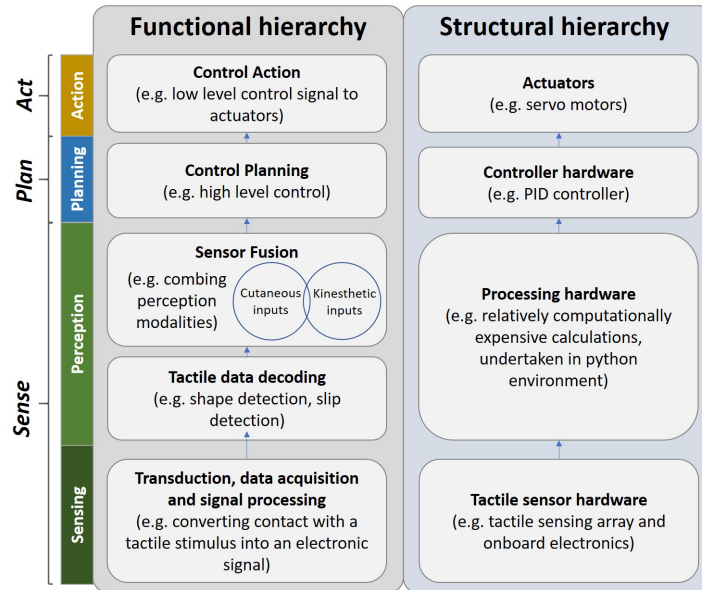 Functional hierarchy
Structural hierarchy
Act
Plan
Sense
Action
Planning
Perception
Sensing
Control Action
(e.g. low level control signal to
actuators)
Control Planning
(e.g. high level control)
Sensor Fusion
(e.g. combing
perception
modalities)
Cutaneous
inputs
Kinesthetic
inputs
Tactile data decoding
(e.g. shape detection, slip
detection)
Transduction, data acquisition
and signal processing
(e.g. converting contact with a
tactile stimulus into an electronic
signal)
Actuators
(e.g. servo motors)
Controller hardware
(e.g. PID controller)
Processing hardware
(e.g. relatively computationally
expensive calculations,
undertaken in python
environment)
Tactile sensor hardware
(e.g. tactile sensing array and
onboard electronics)